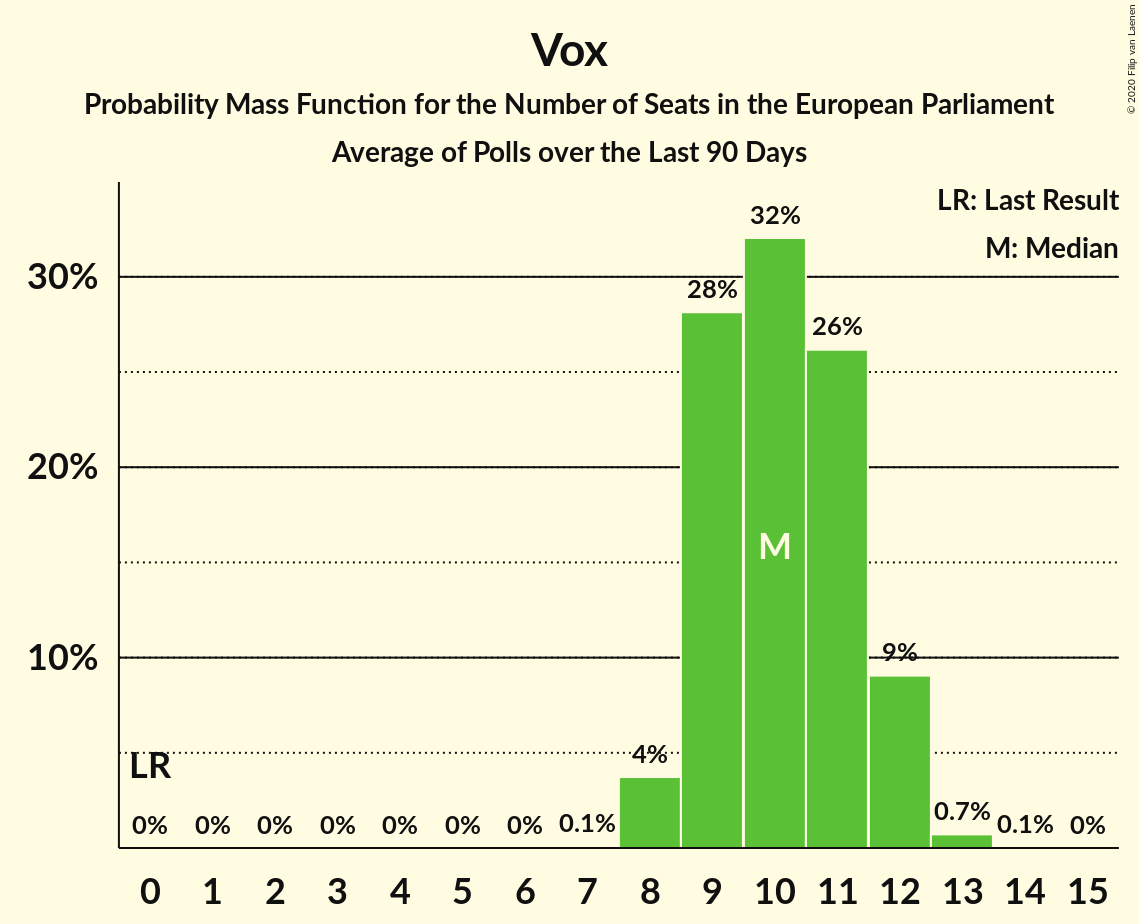 Vox
Probability Mass Function for the Number of Seats in the European Parliament
Average of Polls over the Last 90 Days
© 2020 Filip van Laenen
LR: Last Result
M: Median
30%
20%
10%
LR
0% 0% 0% 0% 0% 0% 0% 0.1% 4% 28% 32% 26% 9% 0.7% 0.1% 0%
M
0 1 2 3 4 5 6 7 8 9 10 11 12 13 14 15